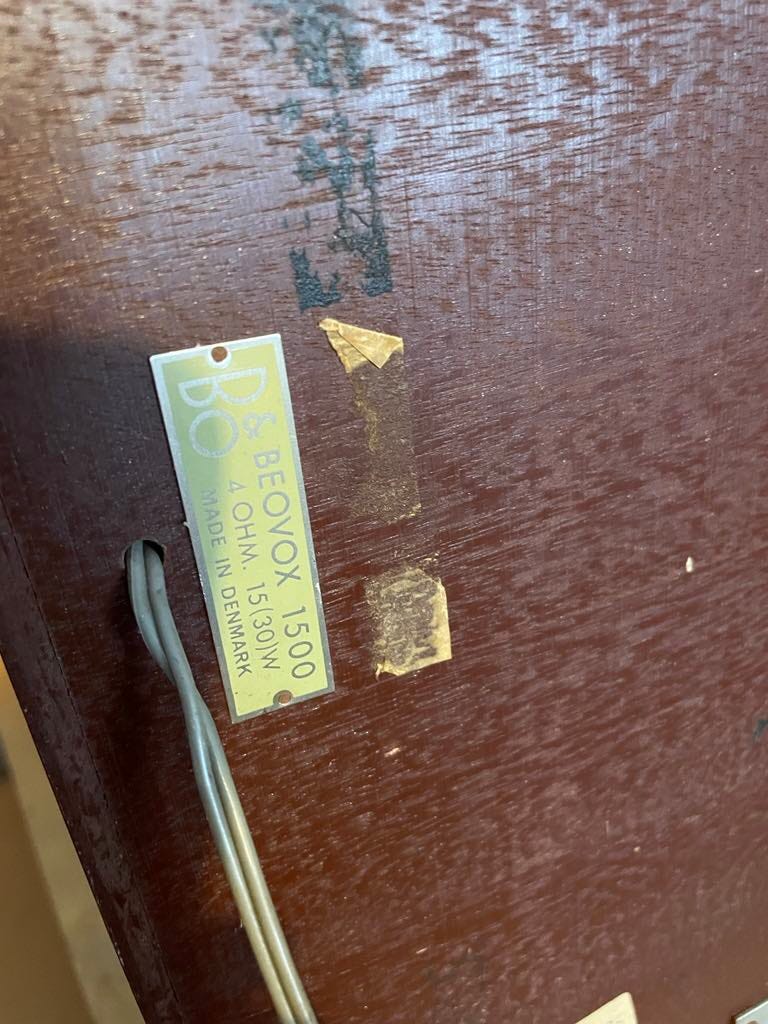 B&O
BEOVOX 1500
4 OHM. 15(30)W
MADE IN DENMARK